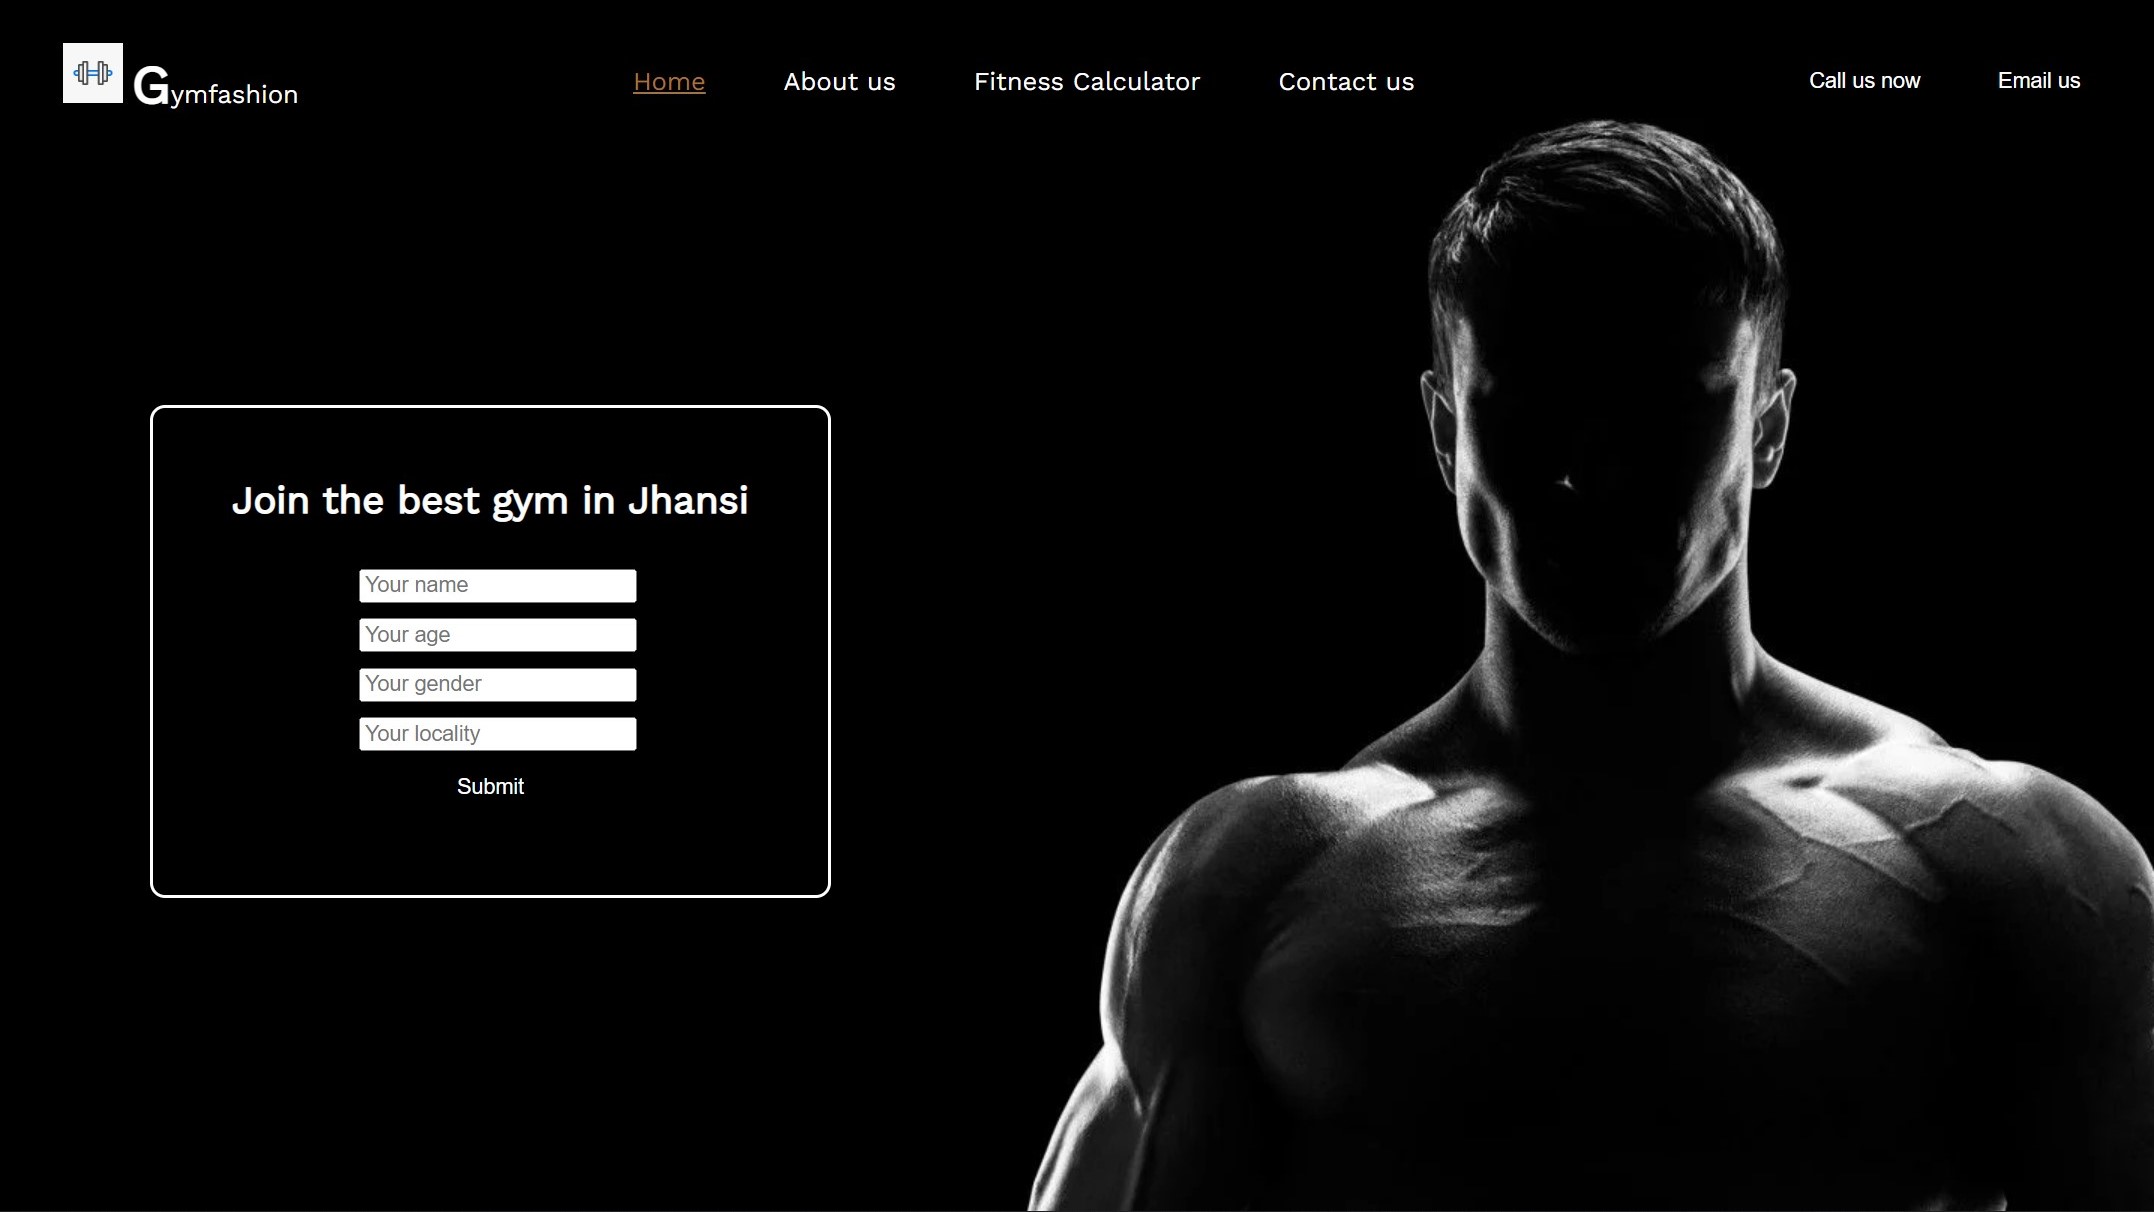 Gymfashion
Home About us Fitness Calculator Contact us
Call us now Email us
Join the best gym in Jhansi
Your name
Your age
Your gender
Your locality
Submit